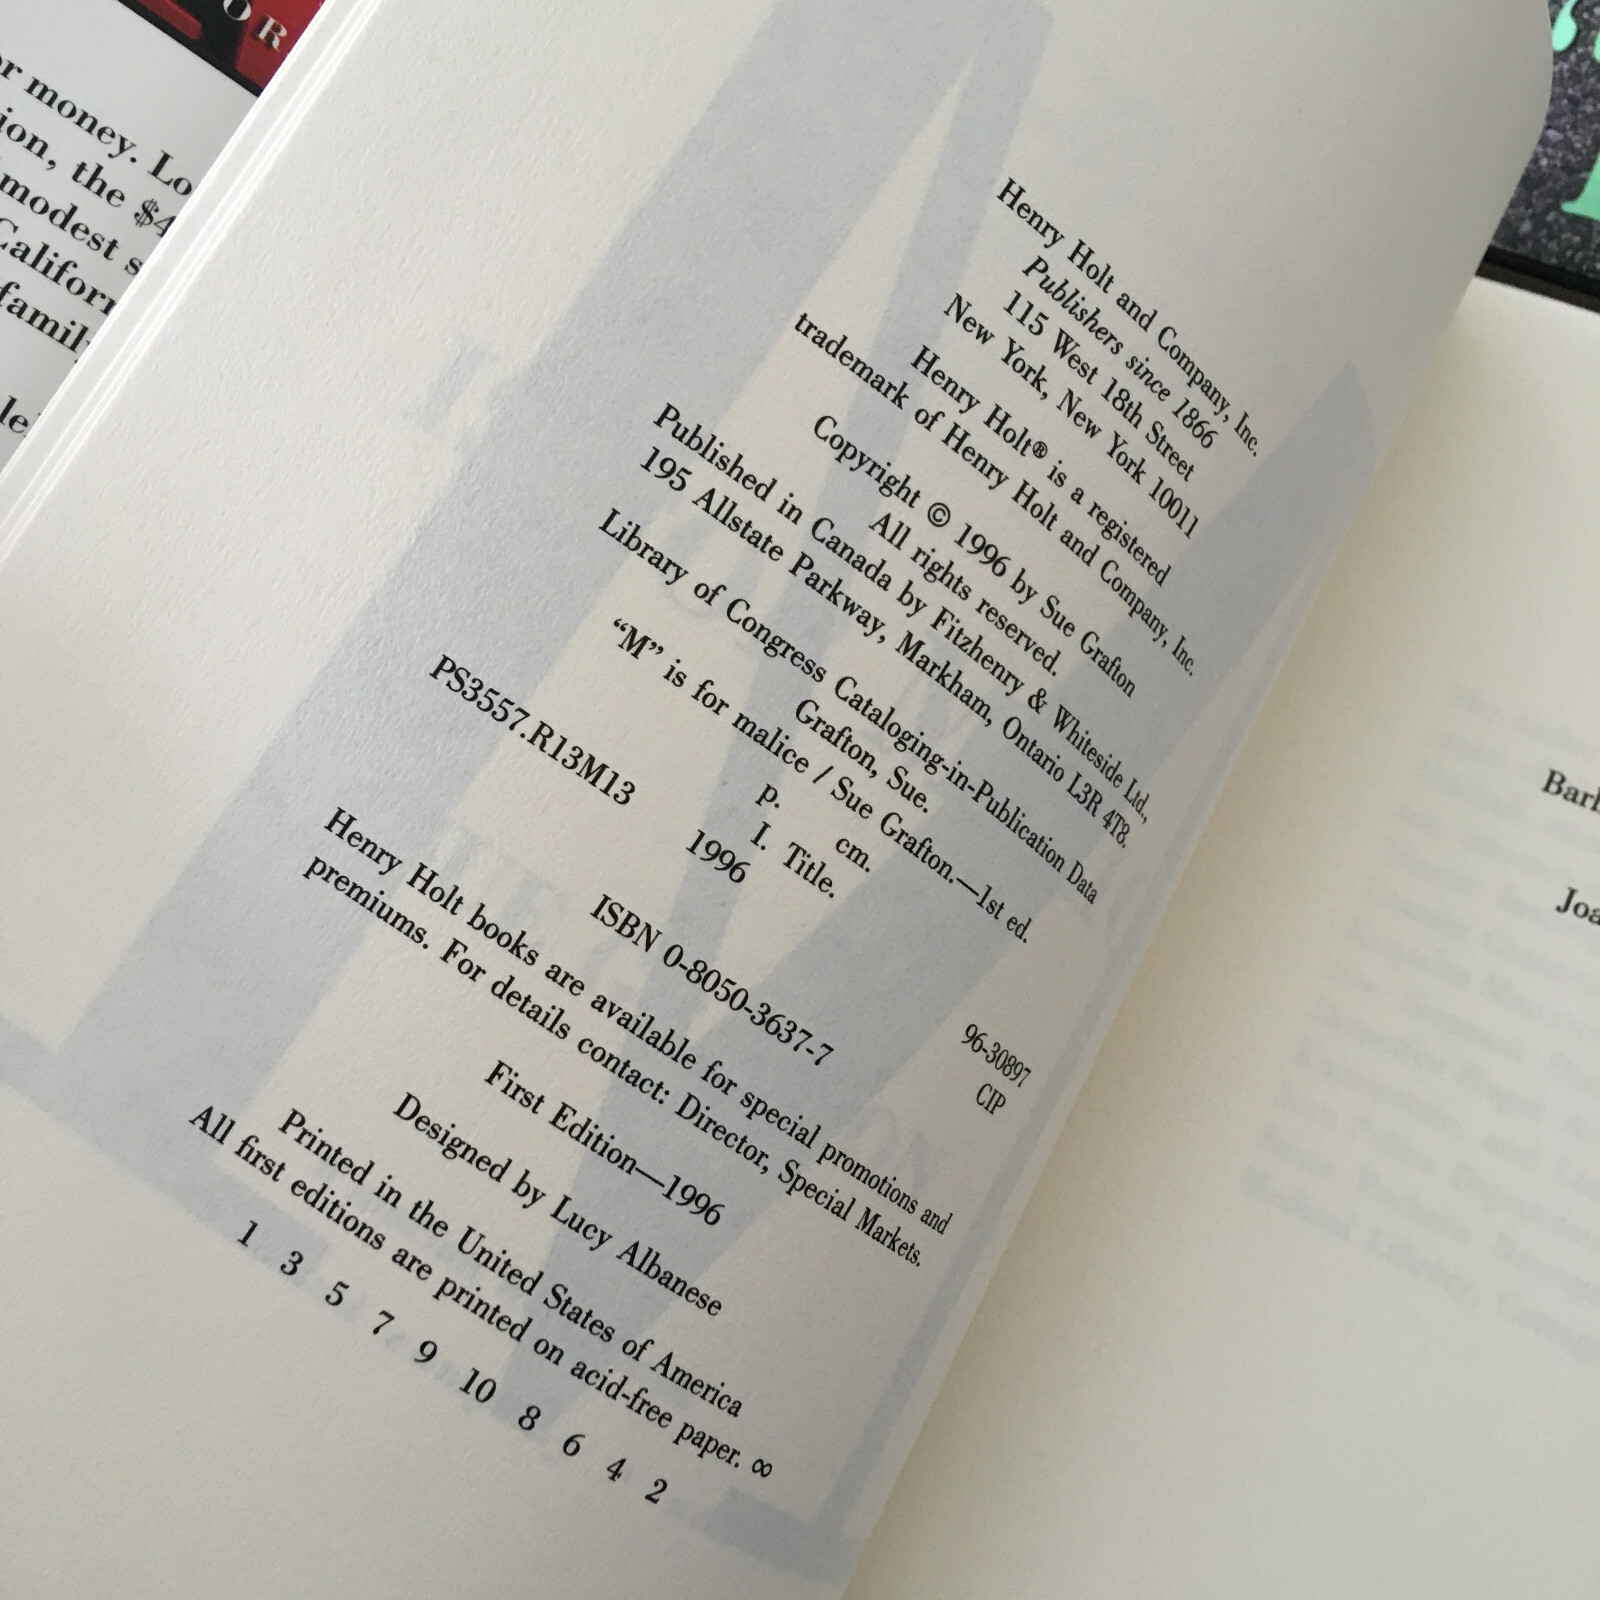 OR
r money. Lo
ion, the $4
modest s
Californ
famil
le
Henry Holt and Company, Inc.
Publishers since 1866
115 West 18th Street
New York, New York 10011
Henry Holt® is a registered
trademark of Henry Holt and Company, Inc.
Copyright © 1996 by Sue Grafton
All rights reserved.
Published in Canada by Fitzhenry & Whiteside Ltd.,
195 Allstate Parkway, Markham, Ontario L3R 4T8.
Library of Congress Cataloging-in-Publication Data
Grafton, Sue.
“M” is for malice / Sue Grafton.—1st ed.
p. cm.
I. Title.
PS3557.R13M13 1996
96-30897
CIP
ISBN 0-8050-3637-7
Henry Holt books are available for special promotions and
premiums. For details contact: Director, Special Markets.
First Edition—1996
Designed by Lucy Albanese
Printed in the United States of America
All first editions are printed on acid-free paper. ∞
1 3 5 7 9 10 8 6 4 2
Barb
Joa